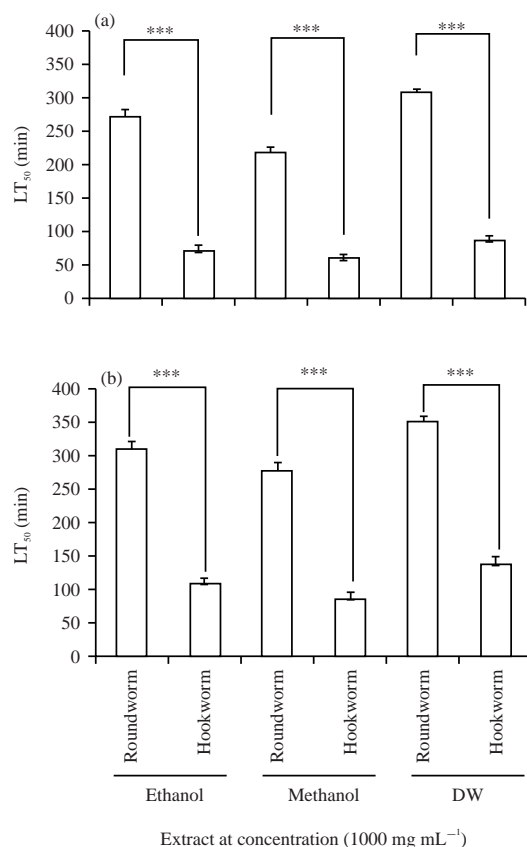 (a)
*** *** ***
400
350
300
250
200
150
100
50
0
LT50 (min)
(b)
*** *** ***
400
350
300
250
200
150
100
50
0
LT50 (min)
Roundworm Hookworm Roundworm Hookworm Roundworm Hookworm
Ethanol Methanol DW
Extract at concentration (1000 mg mL−1)